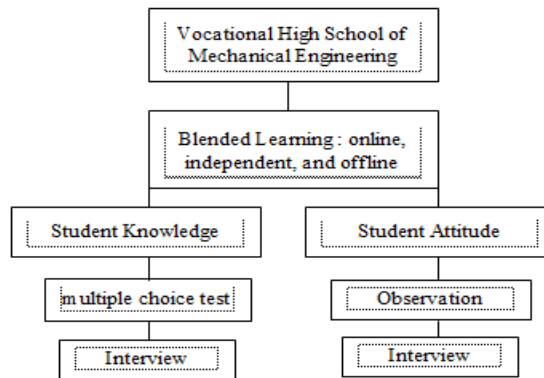 Vocational High School of
Mechanical Engineering
Blended Learning : online,
independent, and offline
Student Knowledge
Student Attitude
multiple choice test
Observation
Interview
Interview